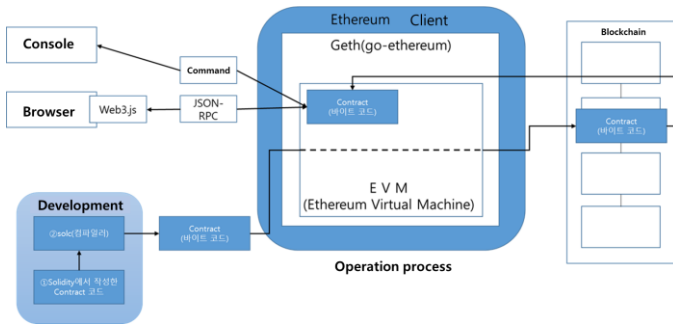 Ethereum Client
Geth(go-ethereum)
Blockchain
Console
Command
Browser
Web3.js
JSON-
RPC
Contract
(바이트 코드)
Contract
(바이트 코드)
E V M
(Ethereum Virtual Machine)
Development
②solc(컴파일러)
Contract
(바이트 코드)
①Solidity에서 작성한
Contract 코드
Operation process